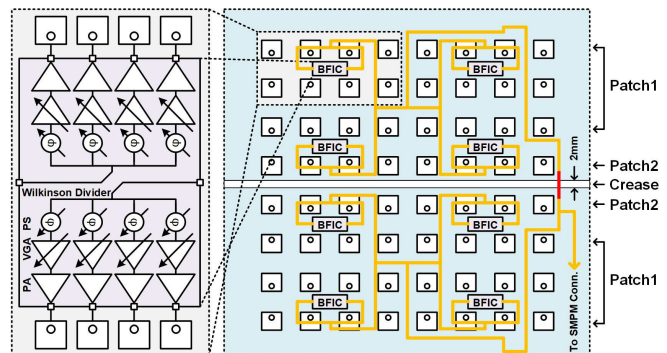 BFIC
BFIC
Patch1
φ
φ
φ
φ
BFIC
BFIC
2mm
Patch2
Wilkinson Divider
Crease
PS
φ
φ
φ
φ
Patch2
BFIC
BFIC
VGA
Patch1
PA
BFIC
BFIC
To SMPM Conn.